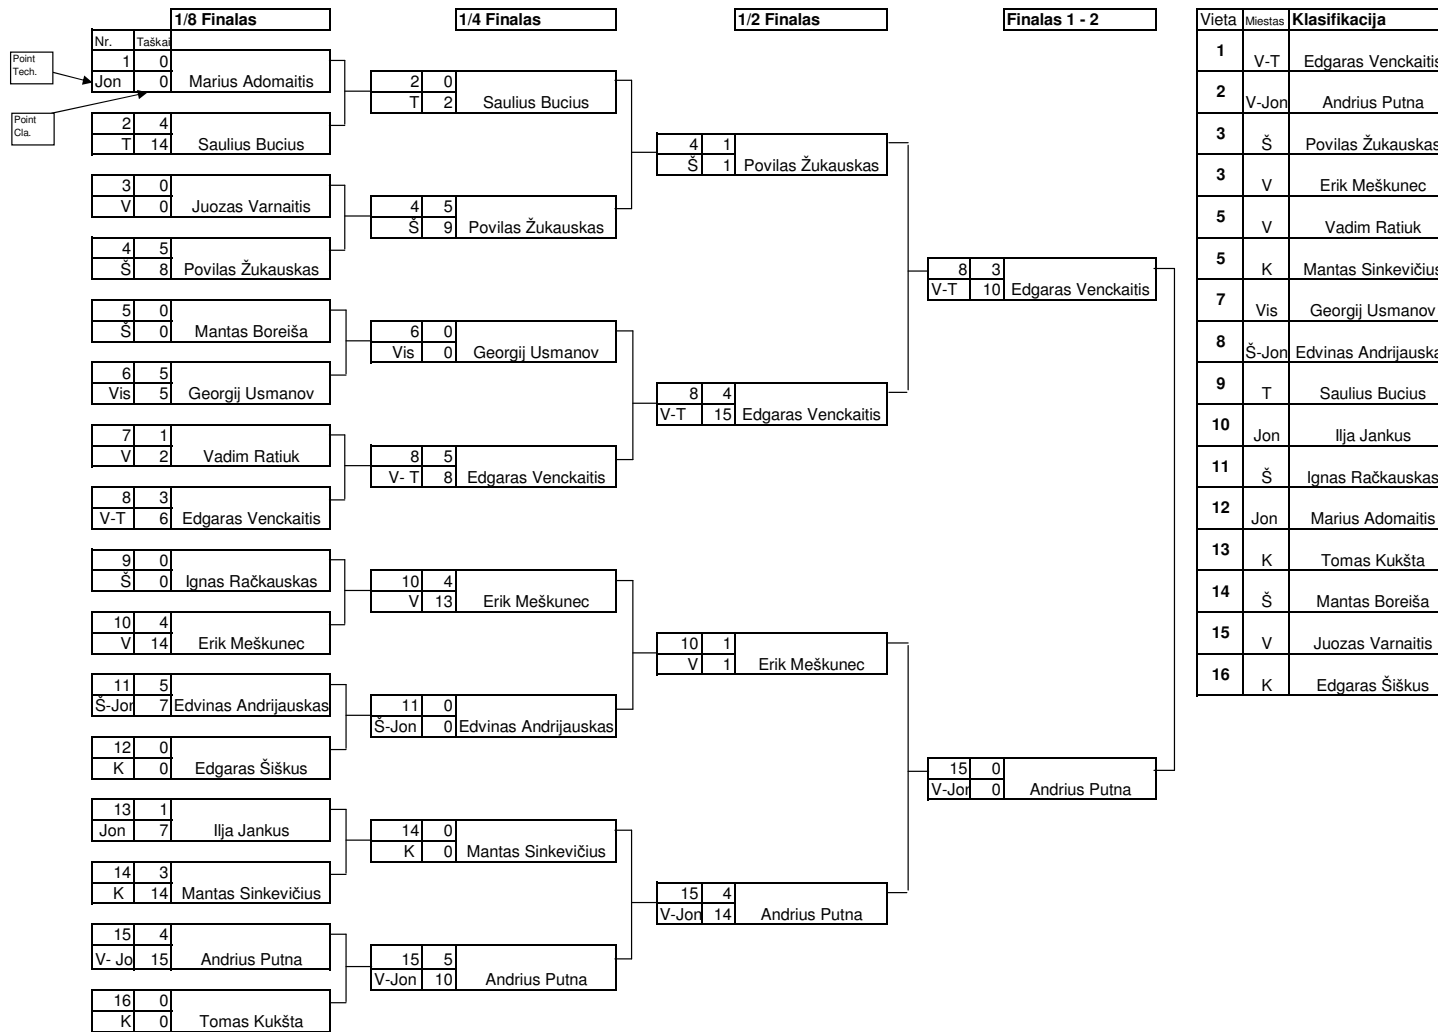 1/8 Finalas 1/4 Finalas 1/2 Finalas Finalas 1 - 2 Vieta Miestas Klasifikacija
Nr. Taškai
Point
Tech.
Point
Cla.
1 0
Jon 0 Marius Adomaitis
2 4
T 14 Saulius Bucius
3 0
V 0 Juozas Varnaitis
4 5
Š 8 Povilas Žukauskas
5 0
Š 0 Mantas Boreiša
6 5
Vis 5 Georgij Usmanov
7 1
V 2 Vadim Ratiuk
8 3
V-T 6 Edgaras Venckaitis
9 0
Š 0 Ignas Račkauskas
10 4
V 14 Erik Meškunec
11 5
Š-Jor 7 Edvinas Andrijauskas
12 0
K 0 Edgaras Šiškus
13 1
Jon 7 Ilja Jankus
14 3
K 14 Mantas Sinkevičius
15 4
V- Jo 15 Andrius Putna
16 0
K 0 Tomas Kukšta
2 0
T 2 Saulius Bucius
4 5
Š 9 Povilas Žukauskas
6 0
Vis 0 Georgij Usmanov
8 5
V- T 8 Edgaras Venckaitis
10 4
V 13 Erik Meškunec
11 0
Š-Jon 0 Edvinas Andrijauskas
14 0
K 0 Mantas Sinkevičius
15 5
V-Jon 10 Andrius Putna
4 1
Š 1 Povilas Žukauskas
8 4
V-T 15 Edgaras Venckaitis
10 1
V 1 Erik Meškunec
15 4
V-Jon 14 Andrius Putna
8 3
V-T 10 Edgaras Venckaitis
15 0
V-Jor 0 Andrius Putna
1 V-T Edgaras Venckaitis
2 V-Jon Andrius Putna
3 Š Povilas Žukauskas
3 V Erik Meškunec
5 V Vadim Ratiuk
5 K Mantas Sinkevičius
7 Vis Georgij Usmanov
8 Š-Jon Edvinas Andrijauska
9 T Saulius Bucius
10 Jon Ilja Jankus
11 Š Ignas Račkauskas
12 Jon Marius Adomaitis
13 K Tomas Kukšta
14 Š Mantas Boreiša
15 V Juozas Varnaitis
16 K Edgaras Šiškus